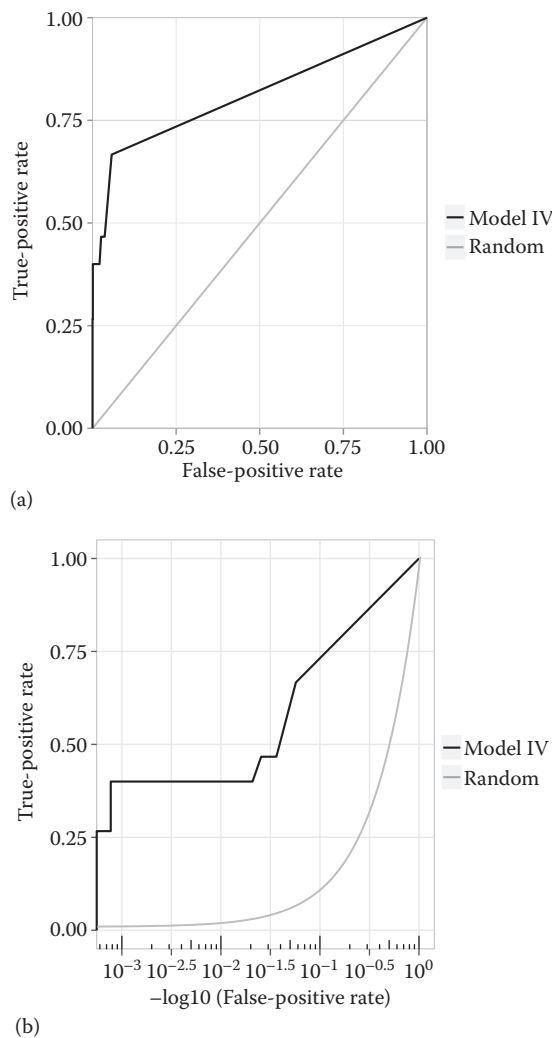 1.00
0.75
0.50
0.25
0.00
True-positive rate
0.25 0.50 0.75 1.00
False-positive rate
Model IV
Random
(a)
1.00
0.75
0.50
0.25
0.00
True-positive rate
10⁻³ 10⁻²·⁵ 10⁻² 10⁻¹·⁵ 10⁻¹ 10⁻⁰·⁵ 10⁰
−log10 (False-positive rate)
Model IV
Random
(b)